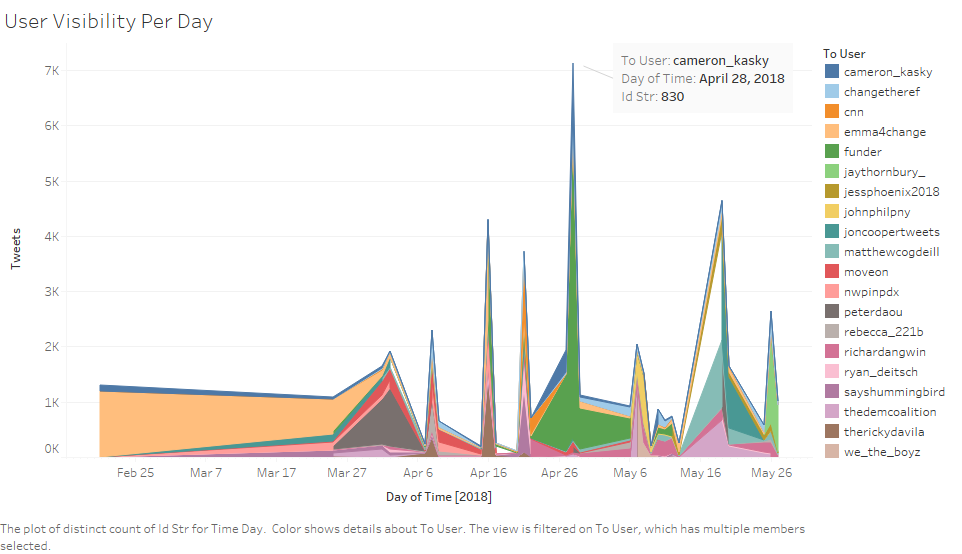 User Visibility Per Day
To User: cameron_kasky
Day of Time: April 28, 2018
Id Str: 830
7K
6K
5K
4K
3K
2K
1K
0K
Tweets
Feb 25
Mar 7
Mar 17
Mar 27
Apr 6
Apr 16
Apr 26
May 6
May 16
May 26
Day of Time [2018]
To User
cameron_kasky
changetheref
cnn
emma4change
funder
jaythornbury_
jessphoenix2018
johnphilpny
joncoopertweets
matthewcogdeill
moveon
nwpinpdx
peterdaou
rebecca_221b
richardangwin
ryan_deitsch
sayshummingbird
thedemcoalition
therickydavila
we_the_boyz
The plot of distinct count of Id Str for Time Day. Color shows details about To User. The view is filtered on To User, which has multiple members
selected.